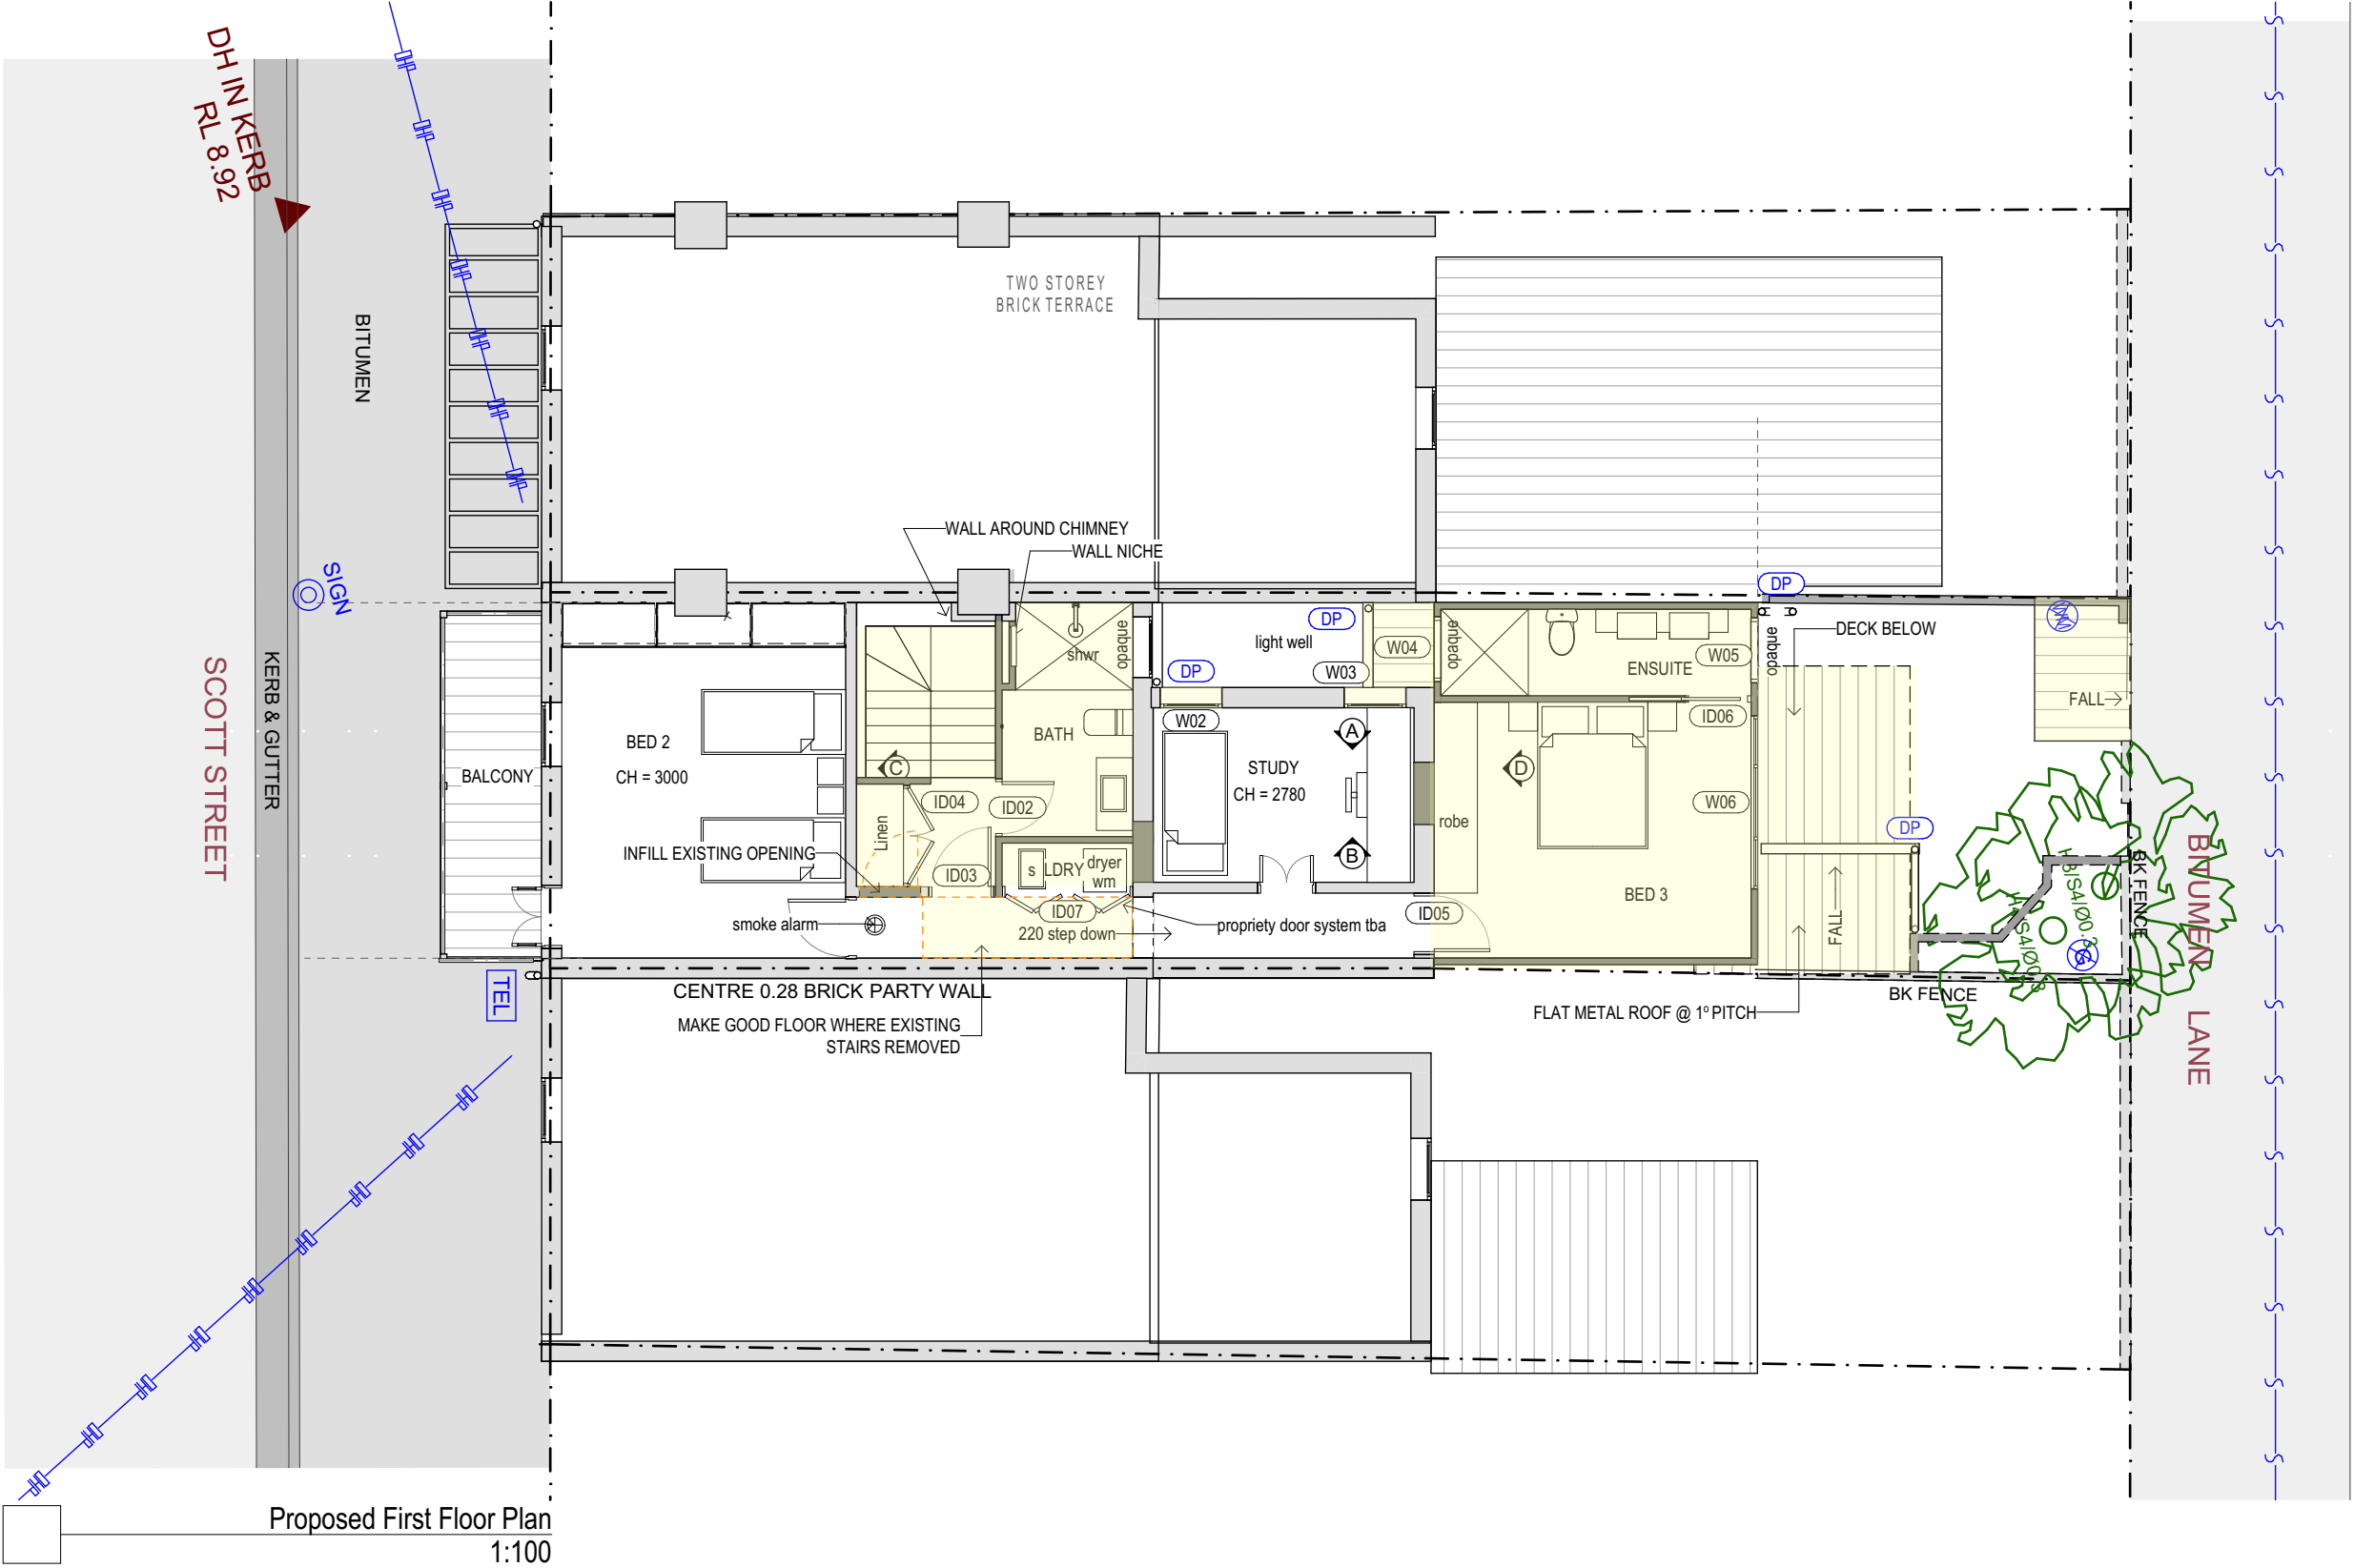 DH IN KERB
RL 8.92
BITUMEN
SIGN
SCOTT STREET
KERB & GUTTER
TEL
TWO STOREY
BRICK TERRACE
WALL AROUND CHIMNEY
WALL NICHE
BALCONY
BED 2
CH = 3000
INFILL EXISTING OPENING
smoke alarm
C
Linen
ID04
ID02
ID03
shwr
opaque
BATH
s
LDRY
dryer
wm
ID07
220 step down
propriety door system tba
CENTRE 0.28 BRICK PARTY WALL
MAKE GOOD FLOOR WHERE EXISTING
STAIRS REMOVED
light well
DP
DP
W02
W03
W04
STUDY
CH = 2780
A
B
opaque
ENSUITE
W05
ID06
robe
D
W06
BED 3
ID05
DP
opaque
DECK BELOW
FALL
DP
FALL
FLAT METAL ROOF @ 1º PITCH
BK FENCE
BK FENCE
BITUMEN LANE
Proposed First Floor Plan
1:100